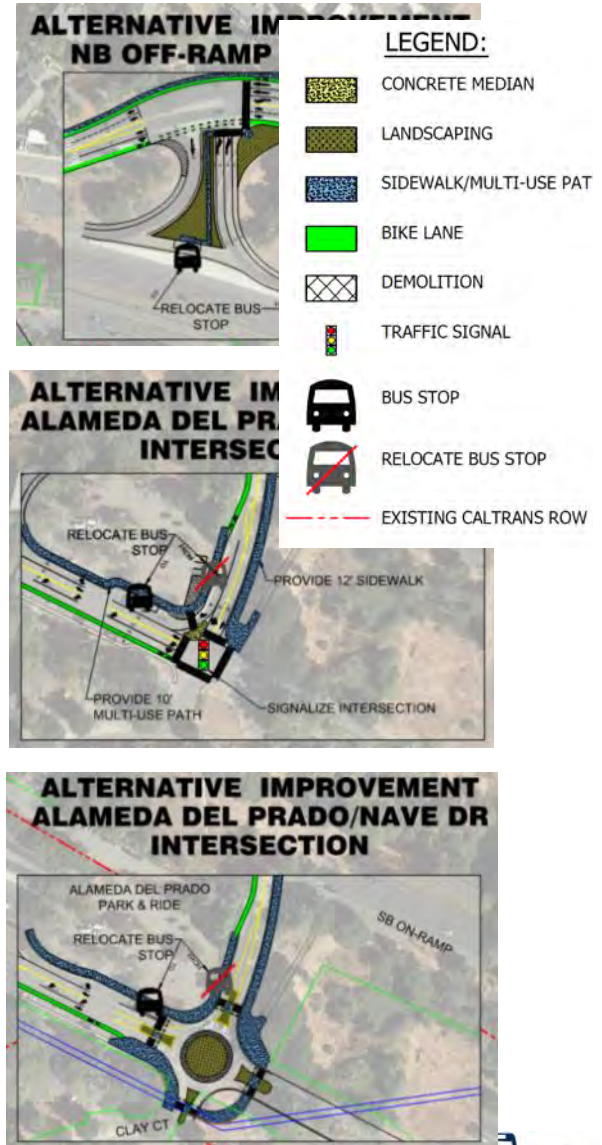 ALTERNATIVE IMPROVEMENT
NB OFF-RAMP
RELOCATE BUS
STOP
LEGEND:
CONCRETE MEDIAN
LANDSCAPING
SIDEWALK/MULTI-USE PAT
BIKE LANE
DEMOLITION
TRAFFIC SIGNAL
BUS STOP
RELOCATE BUS STOP
EXISTING CALTRANS ROW
ALTERNATIVE IM
ALAMEDA DEL PR
INTERSEC
RELOCATE BUS
STOP
PROVIDE 12' SIDEWALK
PROVIDE 10'
MULTI-USE PATH
SIGNALIZE INTERSECTION
ALTERNATIVE IMPROVEMENT
ALAMEDA DEL PRADO/NAVE DR
INTERSECTION
ALAMEDA DEL PRADO
PARK & RIDE
SB ON-RAMP
RELOCATE BUS
STOP
CLAY CT